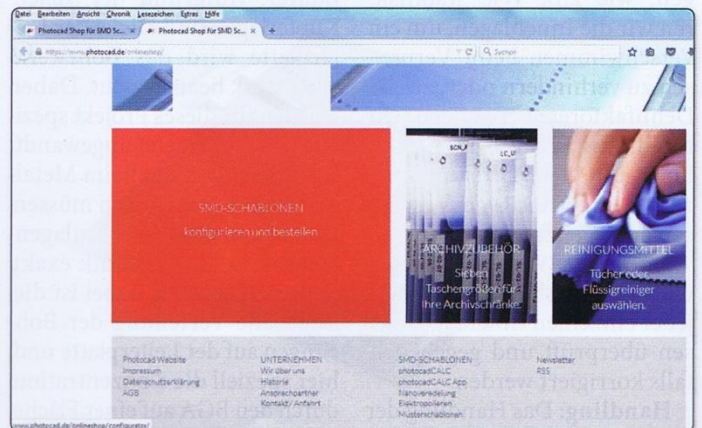 Datei Bearbeiten Ansicht Chronik Lesezeichen Extras Hilfe
Photocad Shop für SMD Sc... × Photocad Shop für SMD Sc... × +
https://www.photocad.de/onlineshop/ Suchen
SMD-SCHABLONEN
konfigurieren und bestellen
ARCHIVZUBEHÖR
Sieben
Taschengrößen für
Ihre Archivschränke.
REINIGUNGSMITTEL
Tücher oder
Flüssigreiniger
auswählen.
Photocad Website
Impressum
Datenschutzerklärung
AGB
UNTERNEHMEN
Wir über uns
Historie
Ansprechpartner
Kontakt/ Anfahrt
SMD-SCHABLONEN
photocadCALC
photocadCALC App
Nanoveredelung
Elektropolieren
Musterschablonen
Newsletter
RSS
www.photocad.de/onlineshop/configurator/